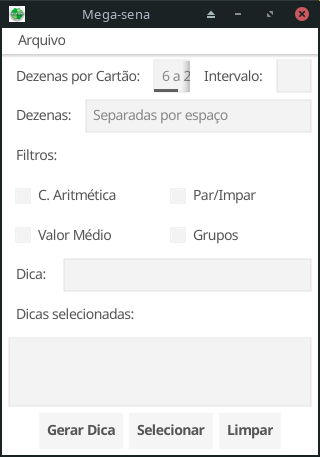 Mega-sena
Arquivo
Dezenas por Cartão: 6 a 2 Intervalo:
Dezenas: Separadas por espaço
Filtros:
C. Aritmética Par/Impar
Valor Médio Grupos
Dica:
Dicas selecionadas:
Gerar Dica Selecionar Limpar